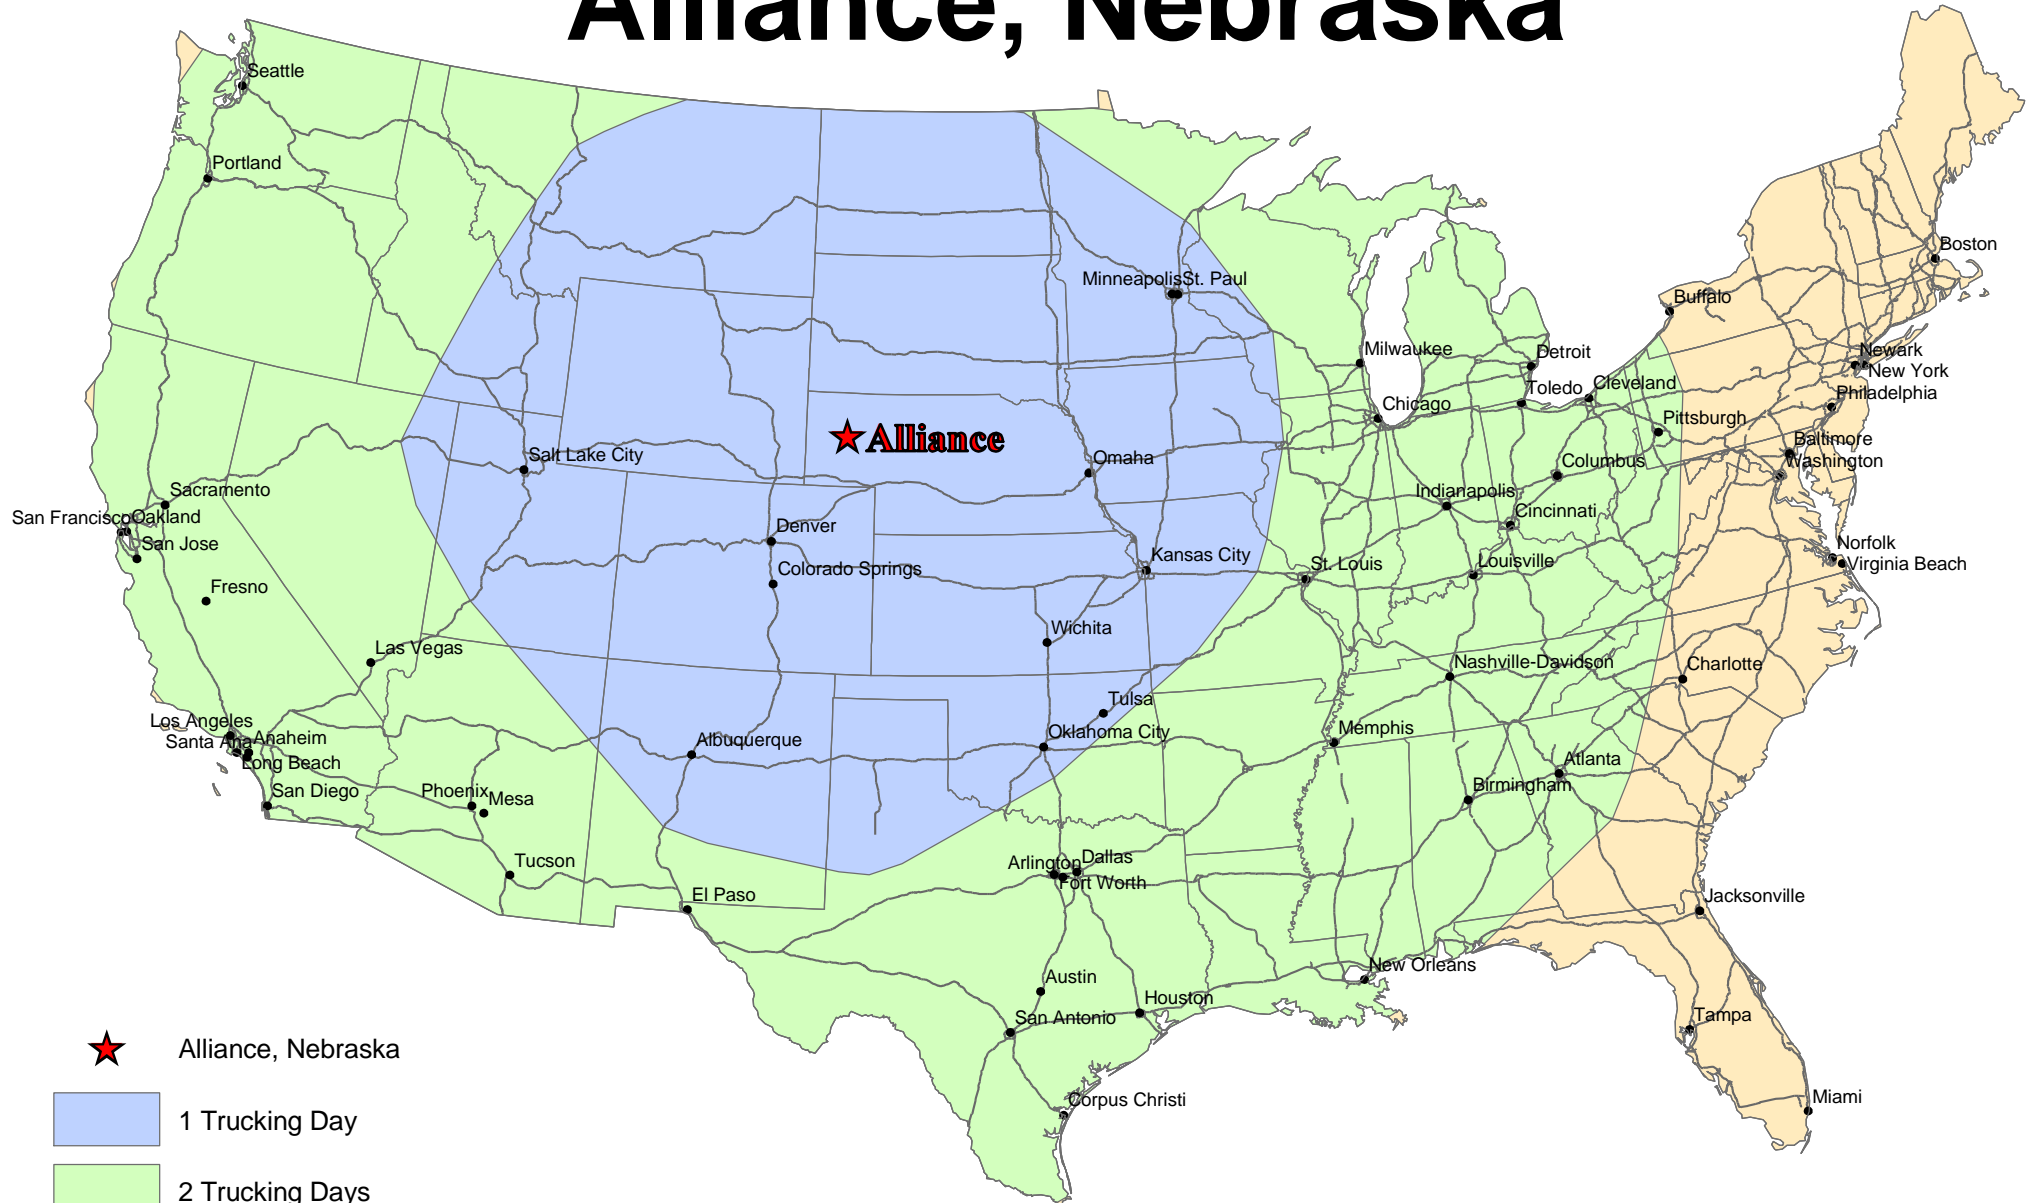 Alliance, Nebraska
Seattle
Portland
Boston
MinneapolisSt. Paul
Buffalo
Milwaukee
Detroit
Newark
New York
Toledo
Cleveland
Philadelphia
Chicago
Pittsburgh
Alliance
Baltimore
Salt Lake City
Omaha
Columbus
Washington
Sacramento
Indianapolis
San Francisco
Oakland
Cincinnati
Denver
San Jose
Norfolk
Kansas City
Colorado Springs
St. Louis
Louisville
Virginia Beach
Fresno
Wichita
Las Vegas
Nashville-Davidson
Charlotte
Tulsa
Los Angeles
Oklahoma City
Memphis
Santa Ana
Anaheim
Albuquerque
Long Beach
Atlanta
San Diego
Phoenix
Mesa
Birmingham
Tucson
Arlington
Dallas
Fort Worth
El Paso
Jacksonville
New Orleans
Austin
Houston
San Antonio
Tampa
Alliance, Nebraska
Corpus Christi
Miami
1 Trucking Day
2 Trucking Days